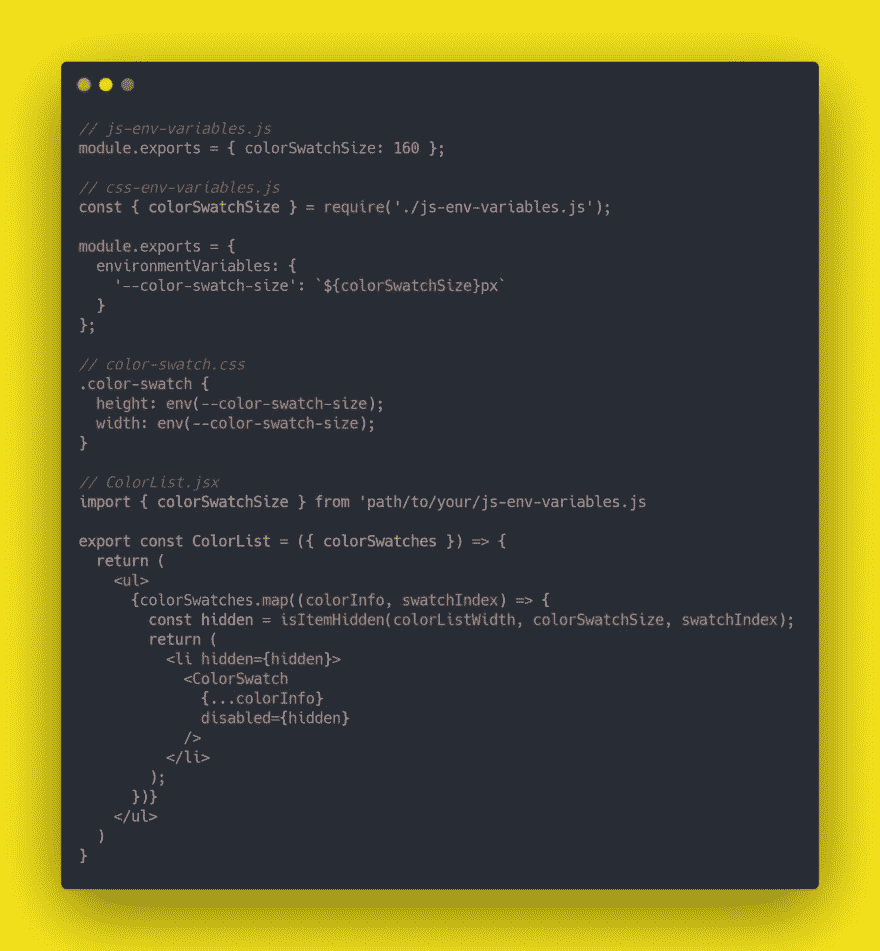 // js-env-variables.js
module.exports = { colorSwatchSize: 160 };
// css-env-variables.js
const { colorSwatchSize } = require('./js-env-variables.js');
module.exports = {
  environmentVariables: {
    '--color-swatch-size': `${colorSwatchSize}px`
  }
};
// color-swatch.css
.color-swatch {
  height: env(--color-swatch-size);
  width: env(--color-swatch-size);
}
// ColorList.jsx
import { colorSwatchSize } from 'path/to/your/js-env-variables.js
export const ColorList = ({ colorSwatches }) => {
  return (
    <ul>
      {colorSwatches.map((colorInfo, swatchIndex) => {
        const hidden = isItemHidden(colorListWidth, colorSwatchSize, swatchIndex);
        return (
          <li hidden={hidden}>
            <ColorSwatch
              {...colorInfo}
              disabled={hidden}
            />
          </li>
        );
      })}
    </ul>
  )
}